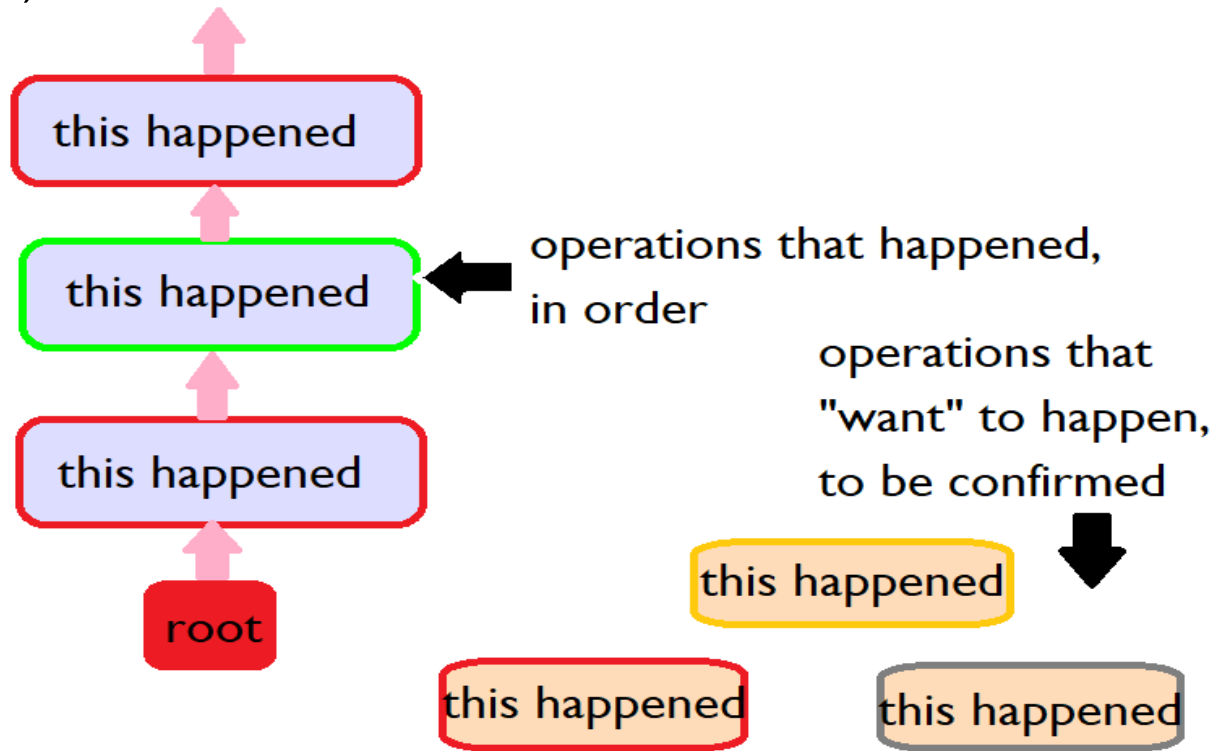 this happened
this happened
operations that happened,
in order
operations that
"want" to happen,
to be confirmed
this happened
this happened
root
this happened
this happened